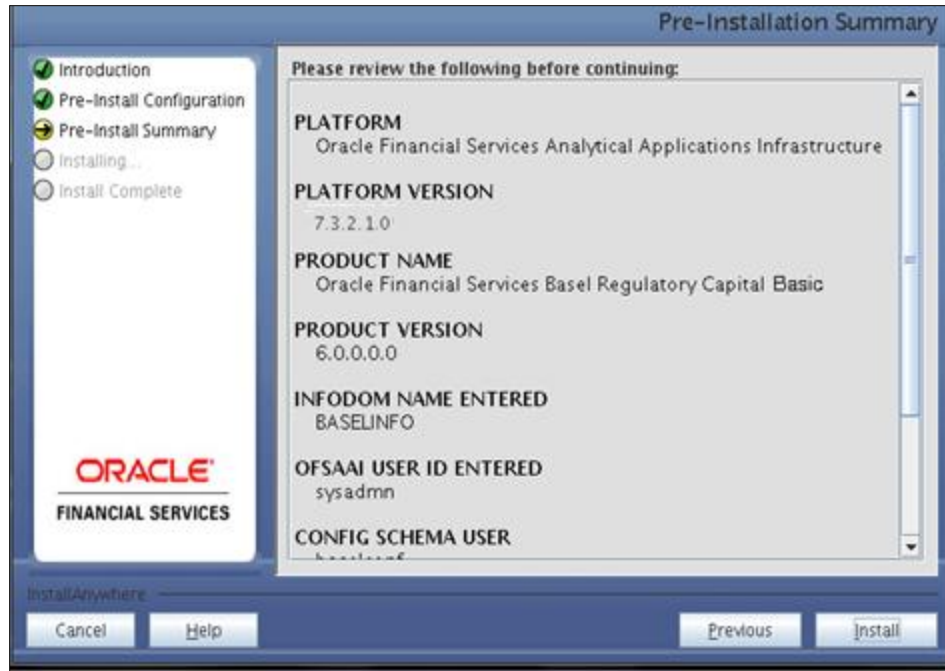 Pre-Installation Summary
Introduction
Pre-Install Configuration
Pre-Install Summary
Installing...
Install Complete
ORACLE
FINANCIAL SERVICES
Please review the following before continuing:
PLATFORM
Oracle Financial Services Analytical Applications Infrastructure
PLATFORM VERSION
7.3.2.1.0
PRODUCT NAME
Oracle Financial Services Basel Regulatory Capital Basic
PRODUCT VERSION
6.0.0.0.0
INFODOM NAME ENTERED
BASELINFO
OFSAAI USER ID ENTERED
sysadmn
CONFIG SCHEMA USER
InstallAnywhere
Cancel
Help
Previous
Install